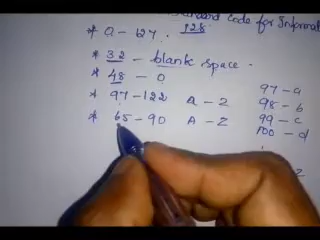 Standard Code for Informat
* 0 - 127. 128
* 32 - blank space.
* 48 - 0
* 97 - 122 A - Z
* 65 - 90 A - Z
97 - a
98 - b
99 - c
100 - d